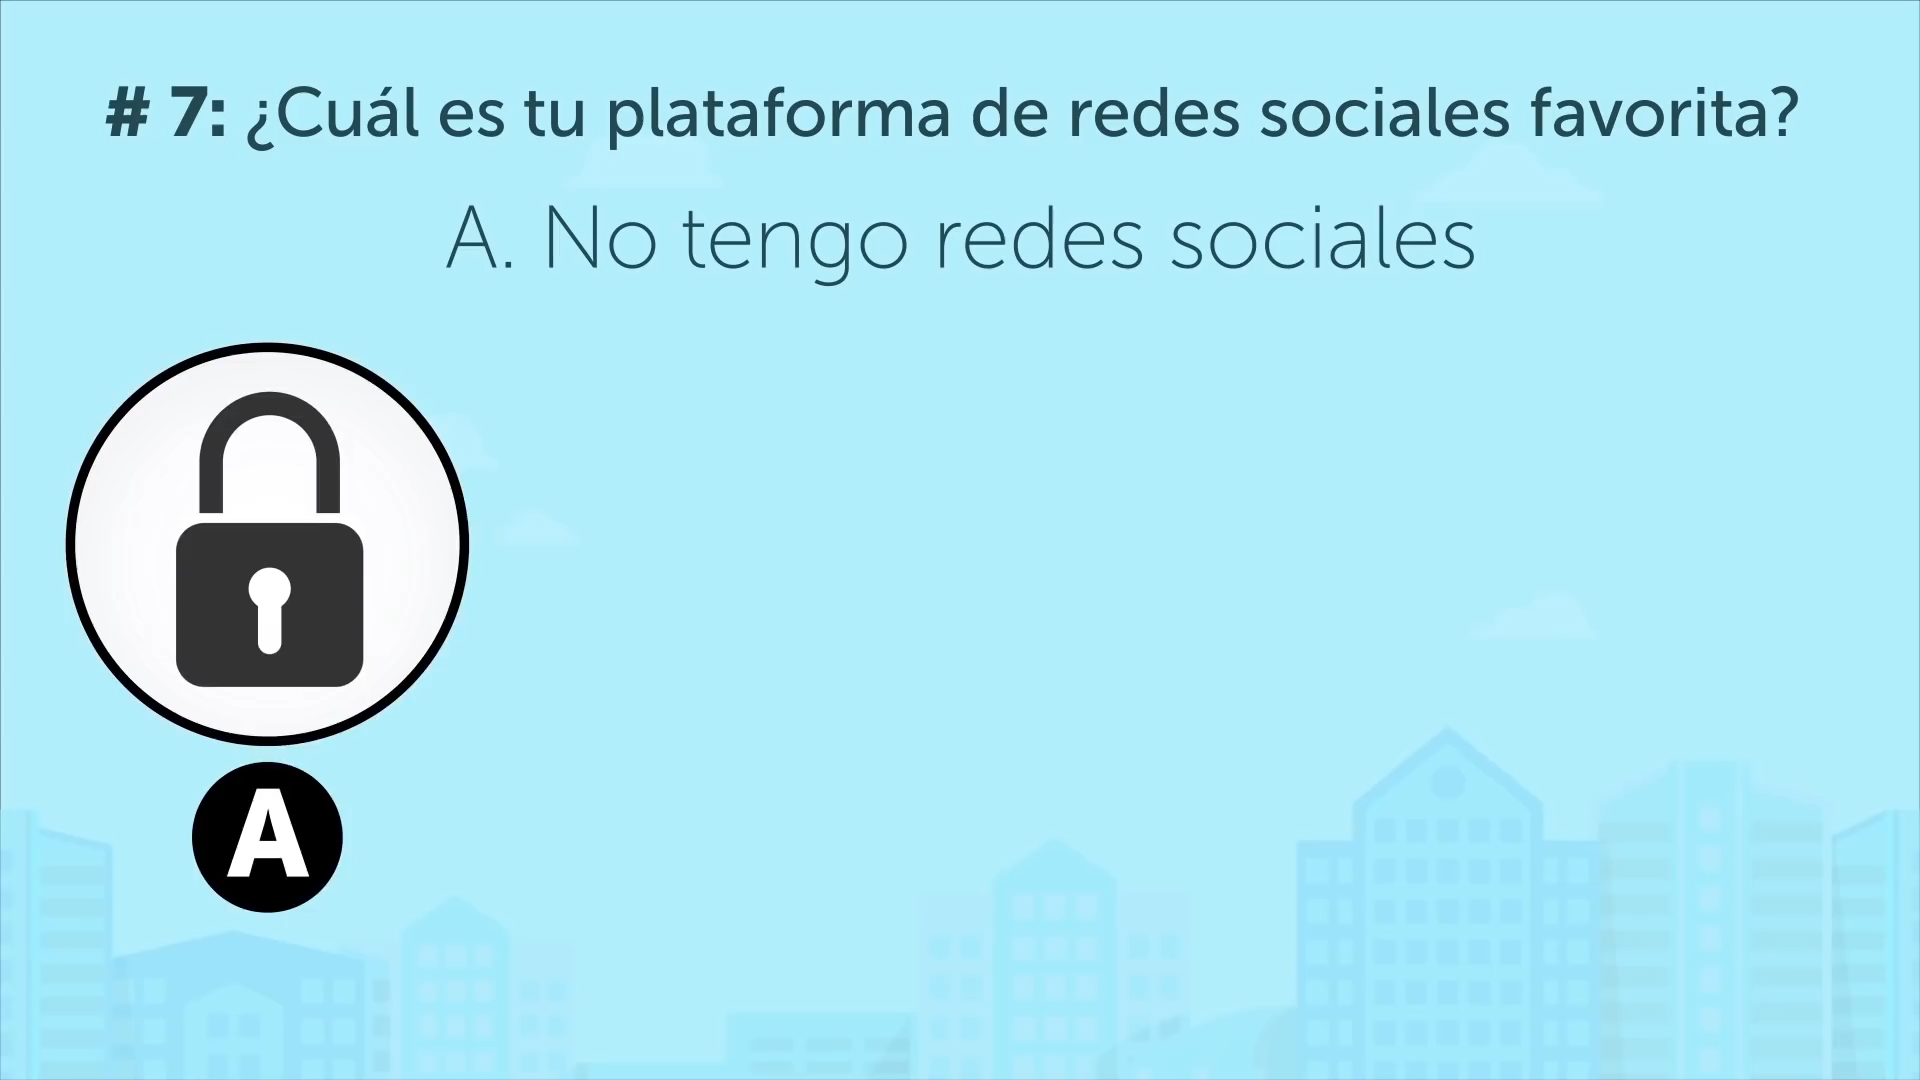 # 7: ¿Cuál es tu plataforma de redes sociales favorita?
A. No tengo redes sociales
A